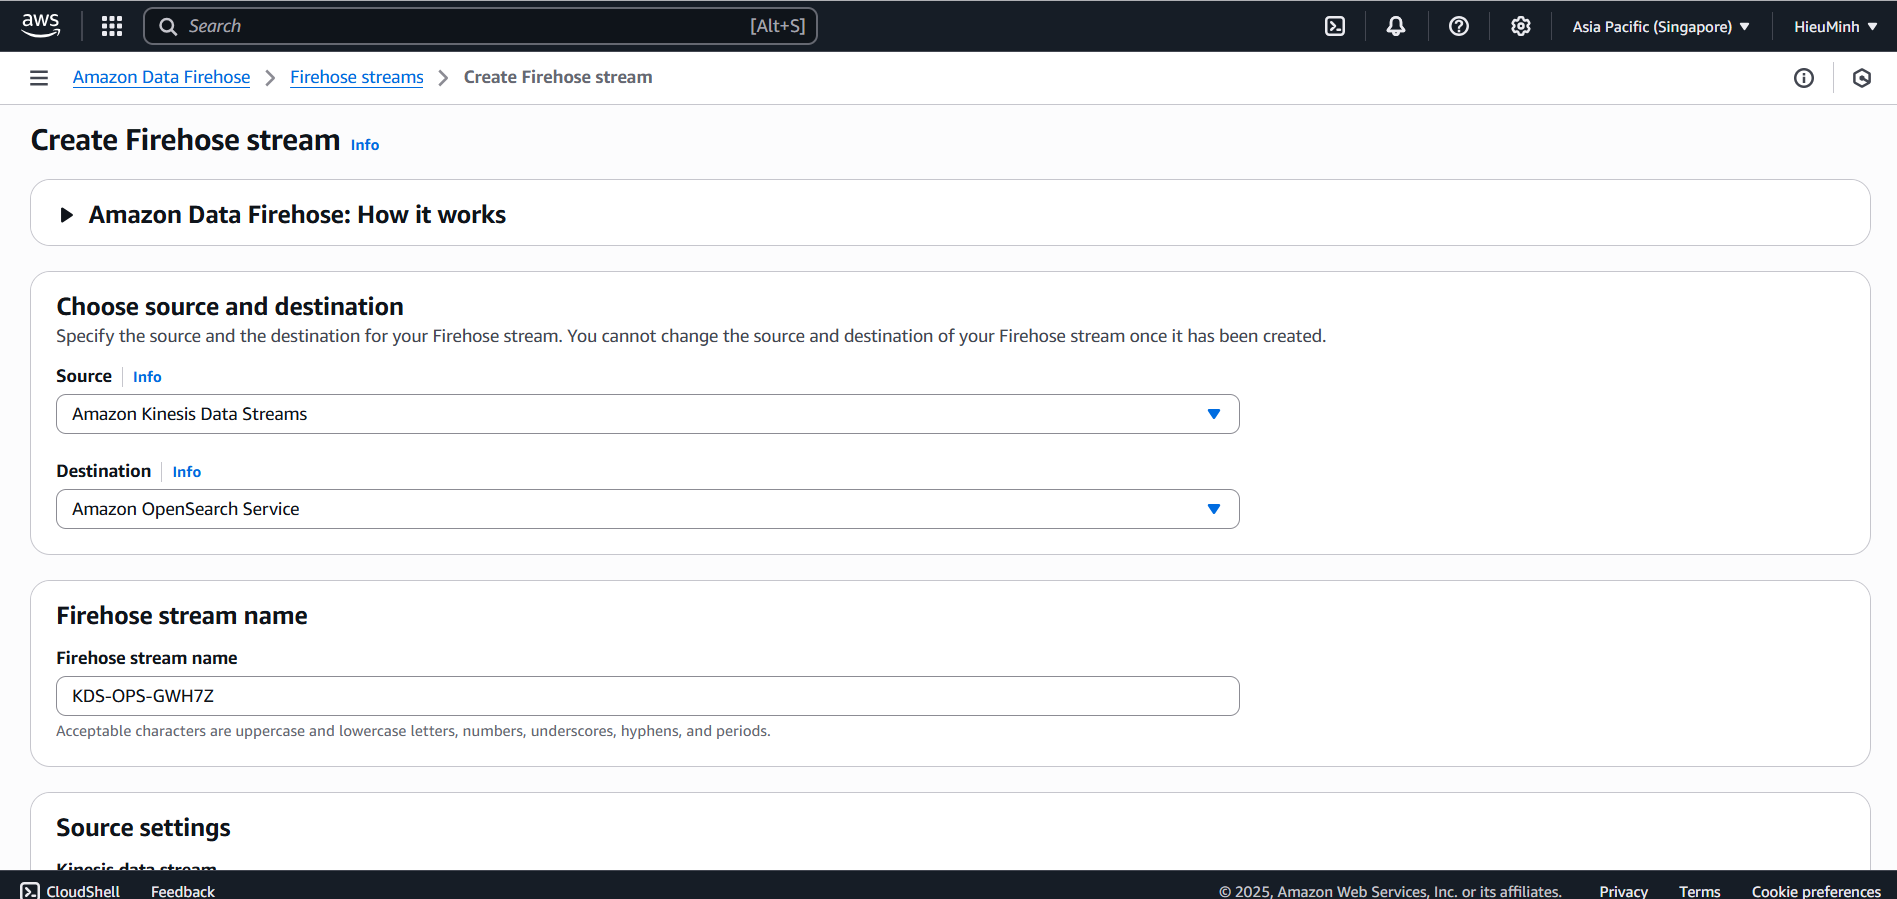 aws
Search [Alt+S]
Asia Pacific (Singapore)
HieuMinh
Amazon Data Firehose > Firehose streams > Create Firehose stream
Create Firehose stream Info
Amazon Data Firehose: How it works
Choose source and destination
Specify the source and the destination for your Firehose stream. You cannot change the source and destination of your Firehose stream once it has been created.
Source Info
Amazon Kinesis Data Streams
Destination Info
Amazon OpenSearch Service
Firehose stream name
Firehose stream name
KDS-OPS-GWH7Z
Acceptable characters are uppercase and lowercase letters, numbers, underscores, hyphens, and periods.
Source settings
Kinesis data stream
CloudShell Feedback © 2025, Amazon Web Services, Inc. or its affiliates. Privacy Terms Cookie preferences